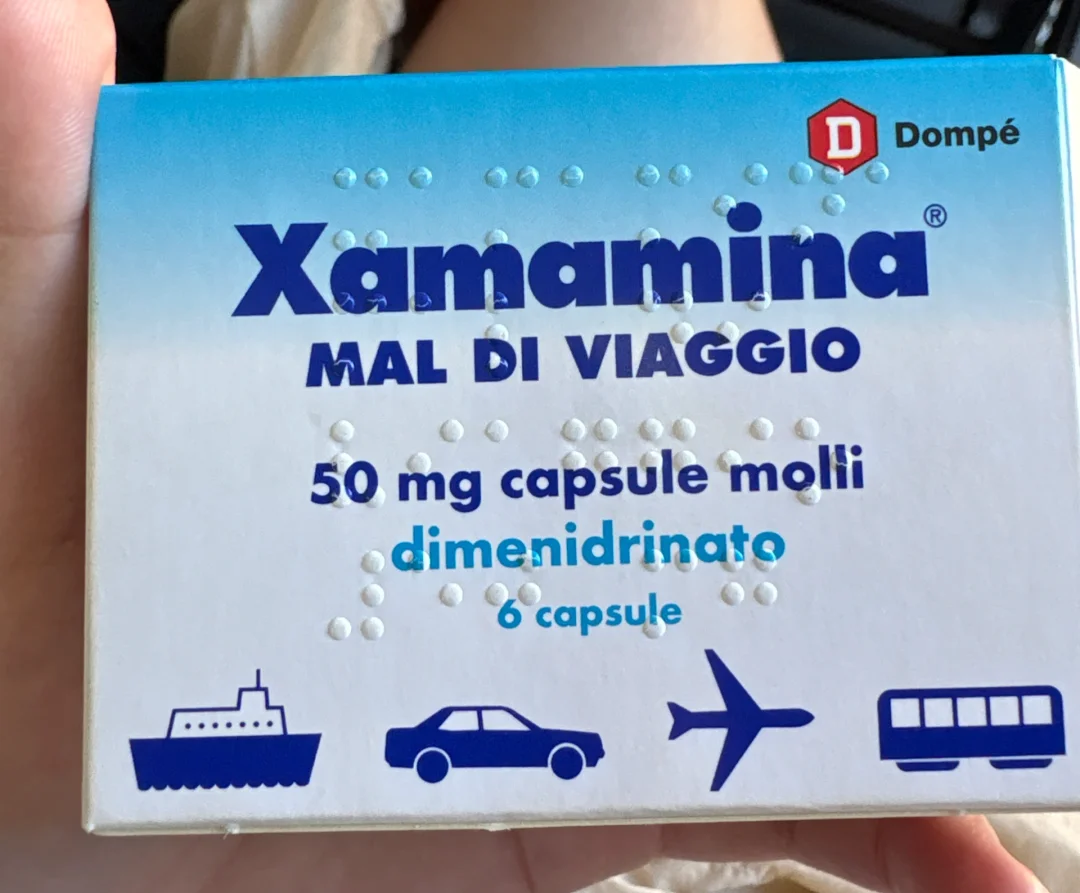 D Dompé
Xamamina®
MAL DI VIAGGIO
50 mg capsule molli
dimenidrinato
6 capsule